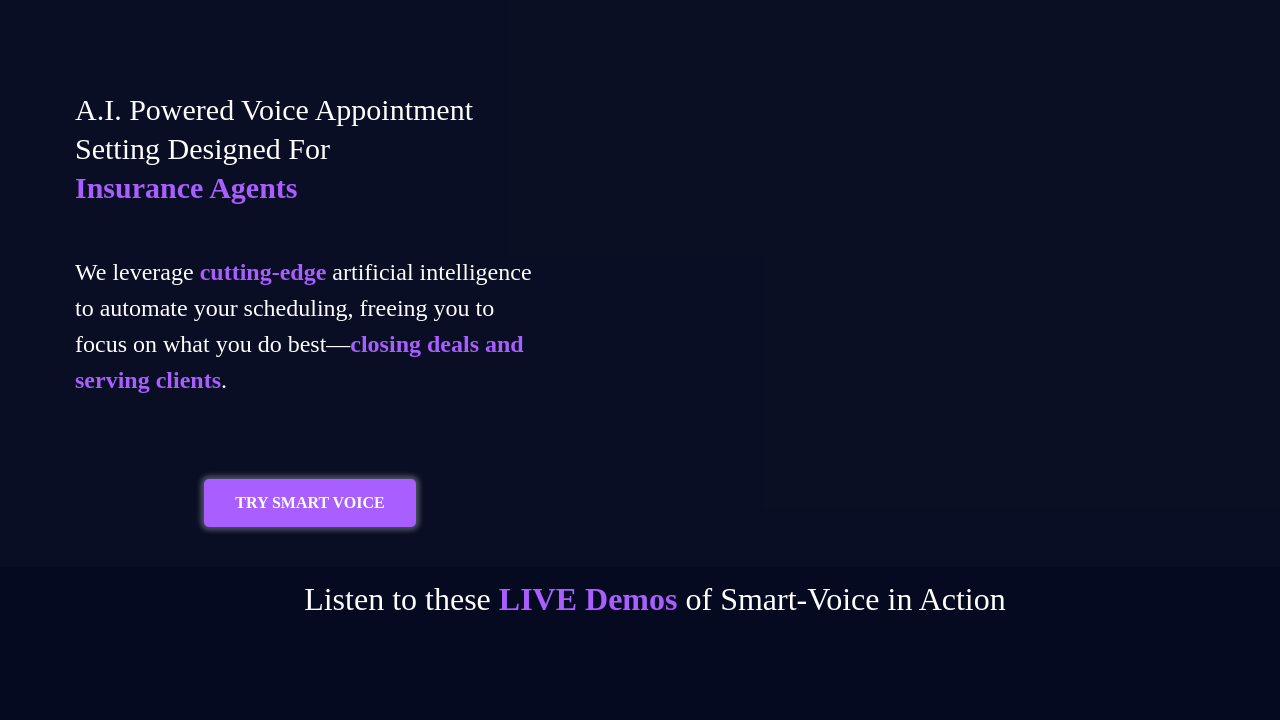 A.I. Powered Voice Appointment
Setting Designed For
Insurance Agents
We leverage cutting-edge artificial intelligence
to automate your scheduling, freeing you to
focus on what you do best—closing deals and
serving clients.
TRY SMART VOICE
Listen to these LIVE Demos of Smart-Voice in Action